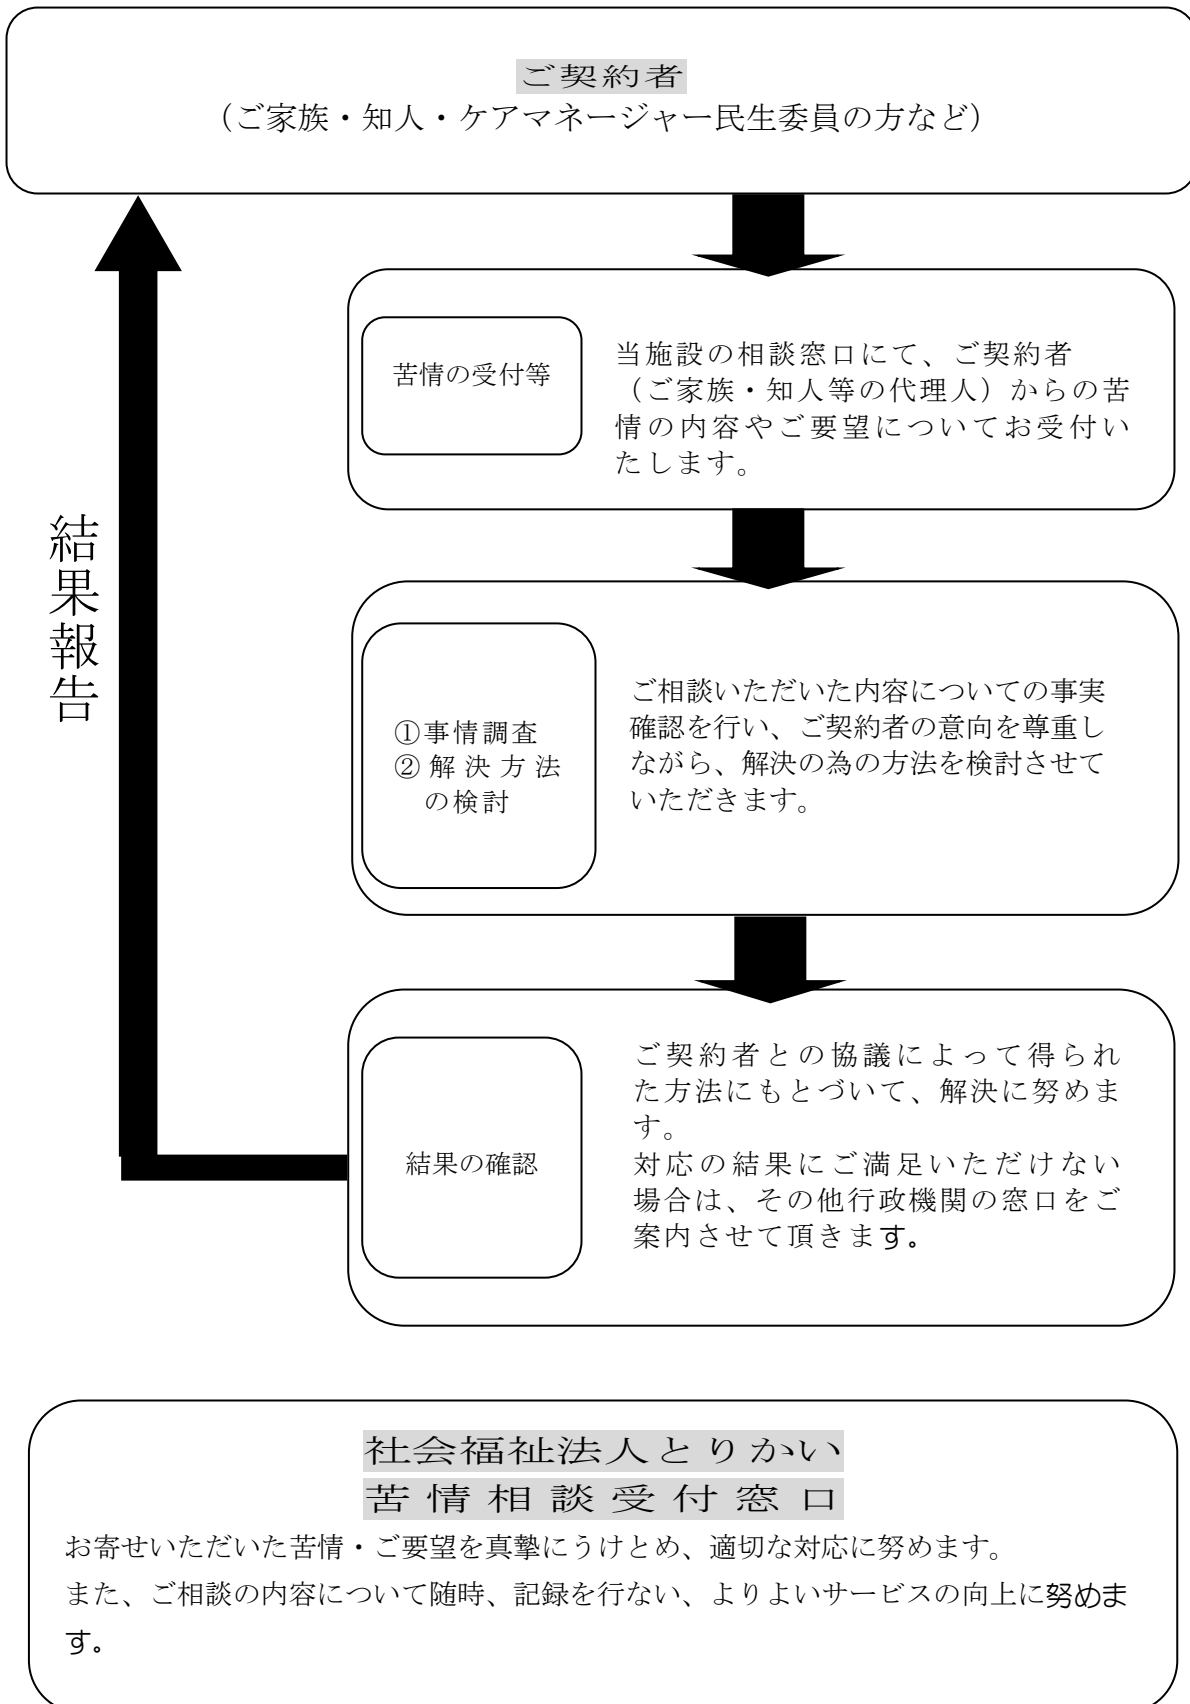 ご契約者
（ご家族・知人・ケアマネージャー民生委員の方など）
苦情の受付等
当施設の相談窓口にて、ご契約者
（ご家族・知人等の代理人）からの苦
情の内容やご要望についてお受付い
たします。
結果報告
①事情調査
②解決方法
の検討
ご相談いただいた内容についての事実
確認を行い、ご契約者の意向を尊重し
ながら、解決の為の方法を検討させて
いただきます。
結果の確認
ご契約者との協議によって得られ
た方法にもとづいて、解決に努めま
す。
対応の結果にご満足いただけない
場合は、その他行政機関の窓口をご
案内させて頂きます。
社会福祉法人とりかい
苦情相談受付窓口
お寄せいただいた苦情・ご要望を真摯にうけとめ、適切な対応に努めます。
また、ご相談の内容について随時、記録を行ない、よりよいサービスの向上に努めま
す。